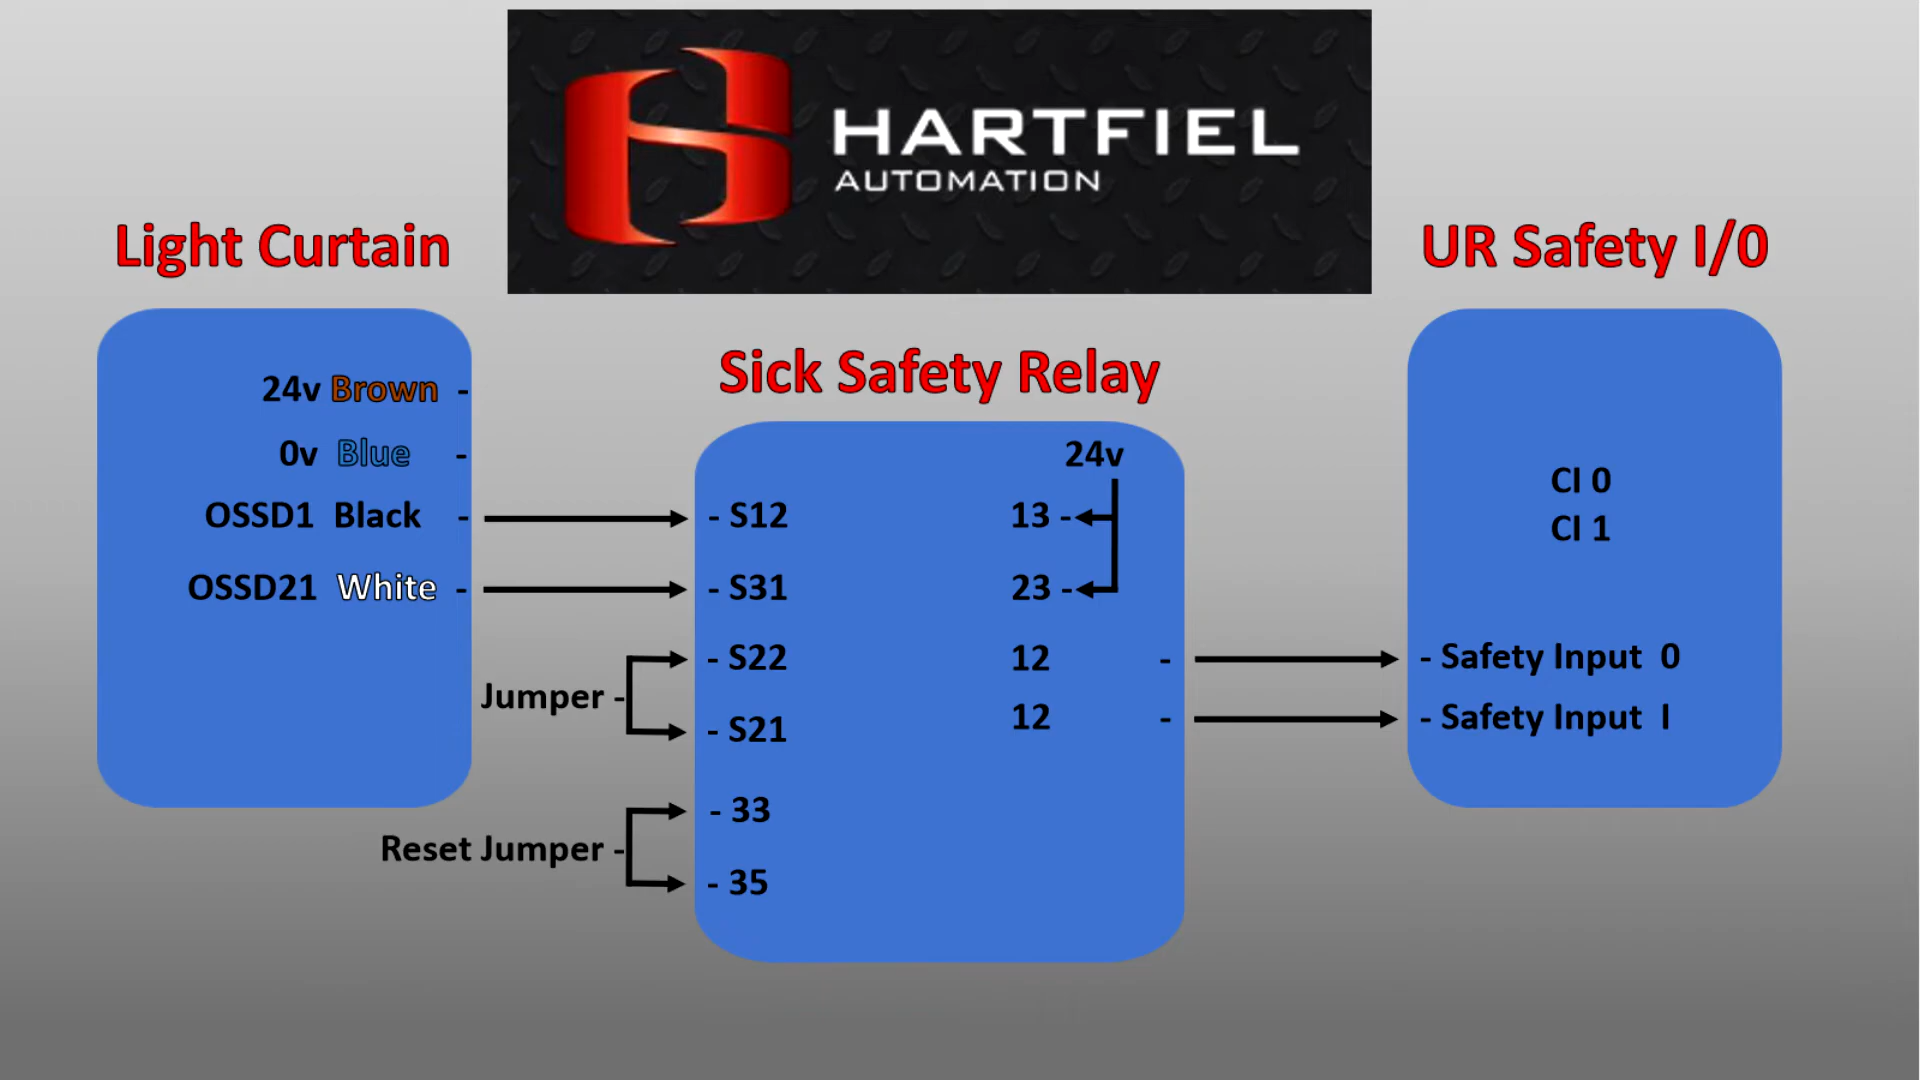 HARTFIEL
AUTOMATION
Light Curtain
UR Safety I/0
Sick Safety Relay
24v Brown -
0v Blue -
OSSD1 Black -
OSSD21 White -
Jumper -
Reset Jumper -
24v
- S12
13 -
- S31
23 -
- S22
12 -
- S21
12 -
- 33
- 35
CI 0
CI 1
- Safety Input 0
- Safety Input I